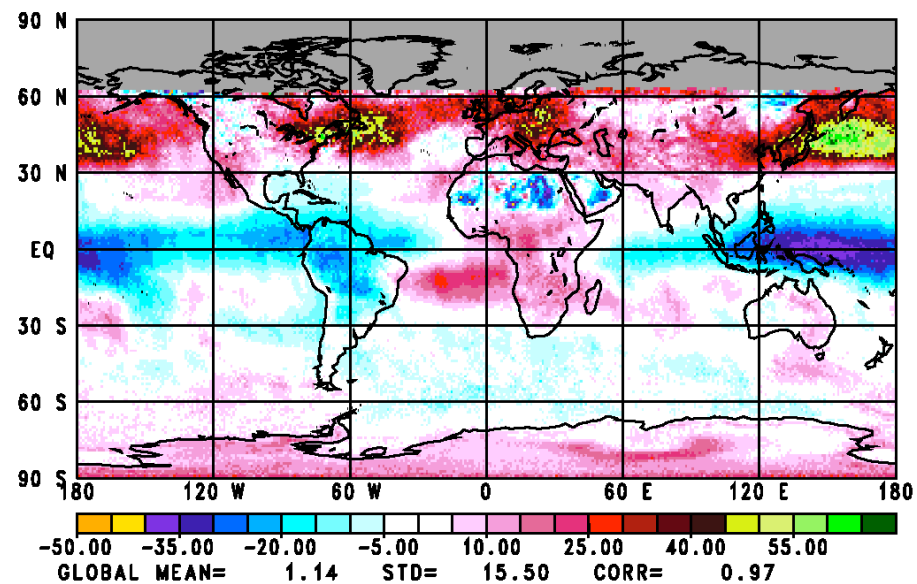 90 N
60 N
30 N
EQ
30 S
60 S
90 S
180 120 W 60 W 0 60 E 120 E 180
-50.00 -35.00 -20.00 -5.00 10.00 25.00 40.00 55.00
GLOBAL MEAN= 1.14 STD= 15.50 CORR= 0.97